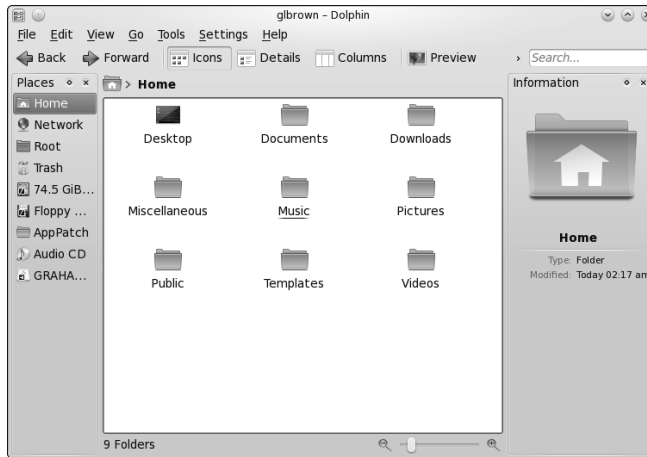 glbrown – Dolphin
File Edit View Go Tools Settings Help
Back Forward Icons Details Columns Preview › Search...
Places
Home
Network
Root
Trash
74.5 GiB...
Floppy ...
AppPatch
Audio CD
GRAHA...
> Home
Desktop Documents Downloads
Miscellaneous Music Pictures
Public Templates Videos
9 Folders
Information
Home
Type: Folder
Modified: Today 02:17 am